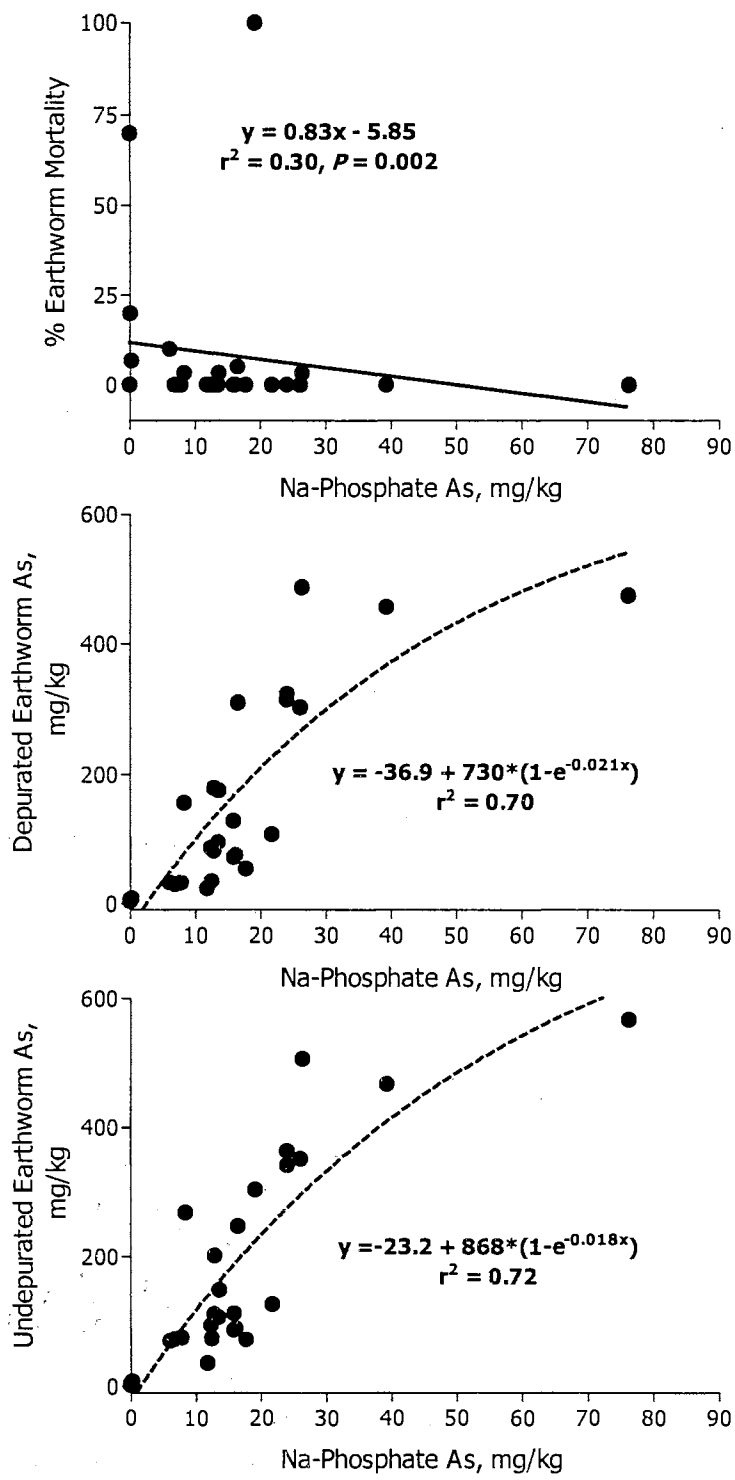 100
75
50
25
0
% Earthworm Mortality
y = 0.83x - 5.85
r² = 0.30, P = 0.002
0 10 20 30 40 50 60 70 80 90
Na-Phosphate As, mg/kg
600
400
200
0
Depurated Earthworm As,
mg/kg
y = -36.9 + 730*(1-e^-0.021x)
r² = 0.70
0 10 20 30 40 50 60 70 80 90
Na-Phosphate As, mg/kg
600
400
200
0
Undepurated Earthworm As,
mg/kg
y =-23.2 + 868*(1-e^-0.018x)
r² = 0.72
0 10 20 30 40 50 60 70 80 90
Na-Phosphate As, mg/kg